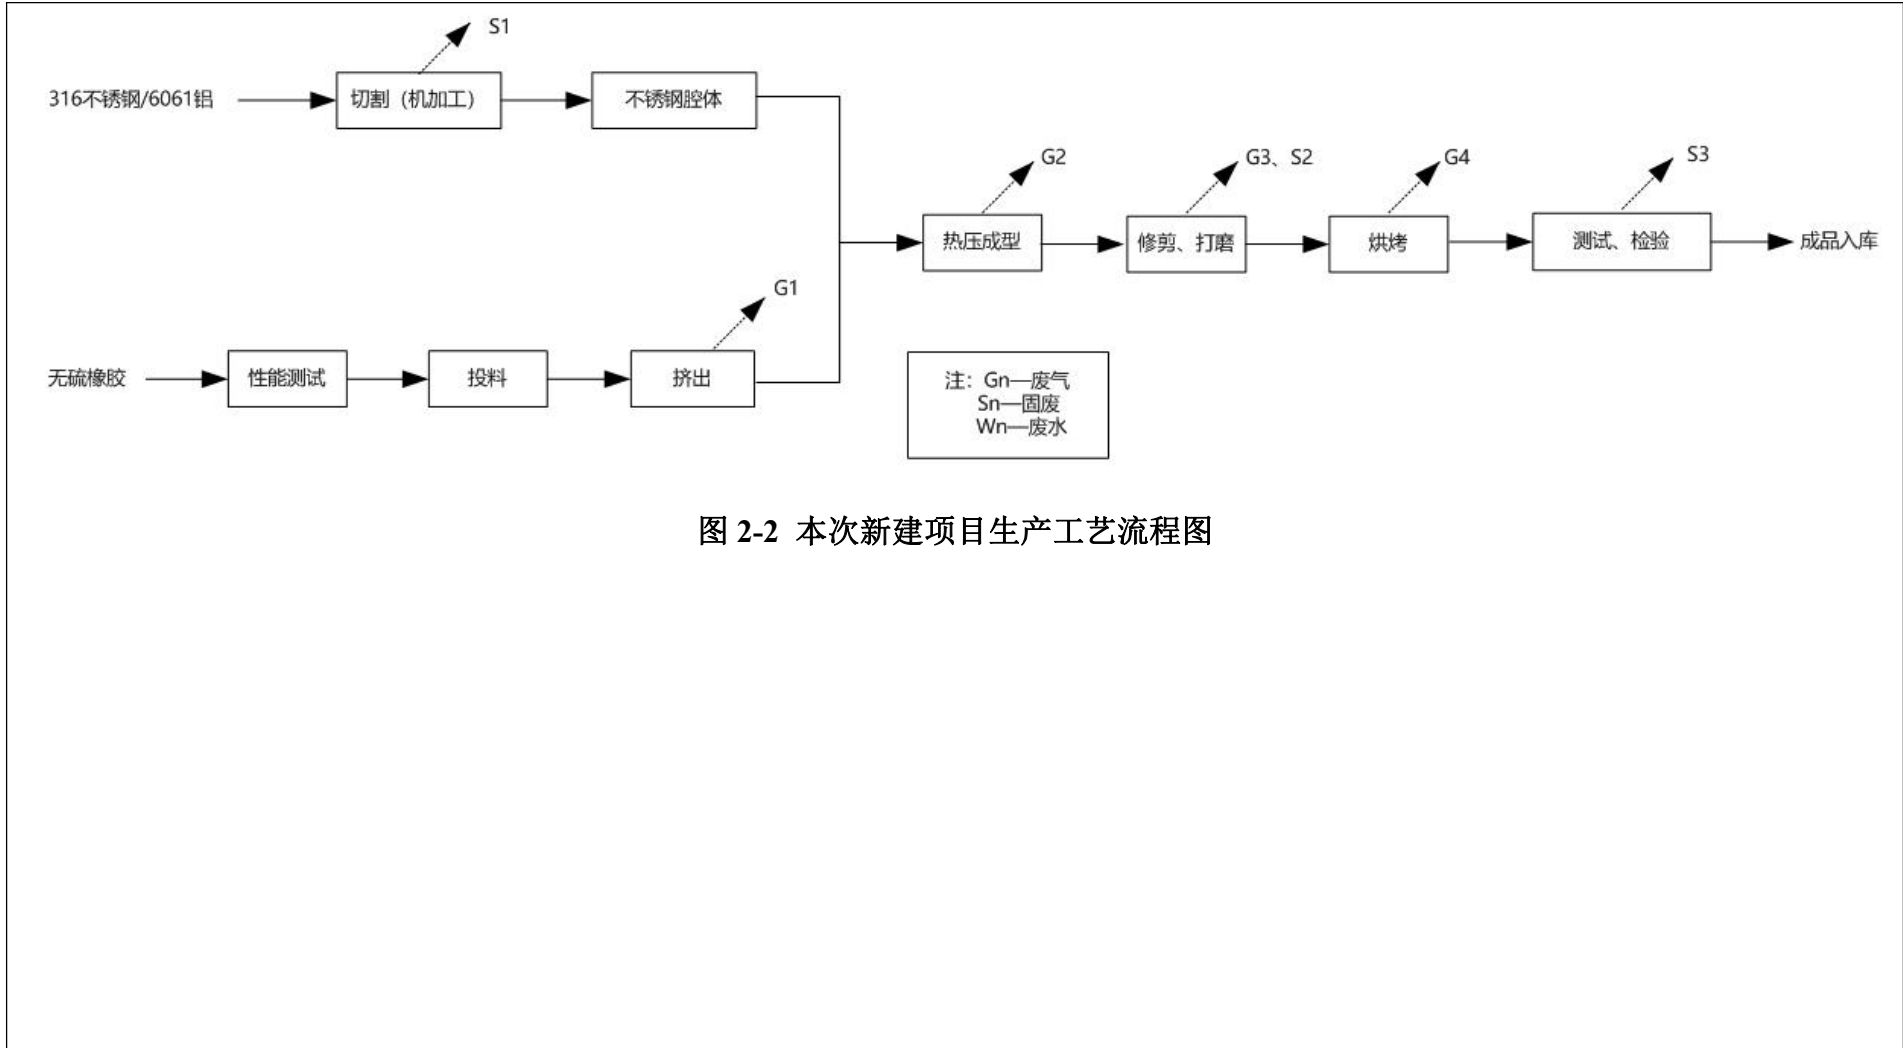 S1
316不锈钢/6061铝
切割（机加工）
不锈钢腔体
G2
G3、S2
G4
S3
热压成型
修剪、打磨
烘烤
测试、检验
成品入库
G1
无硫橡胶
性能测试
投料
挤出
注：Gn—废气
Sn—固废
Wn—废水
图 2-2 本次新建项目生产工艺流程图